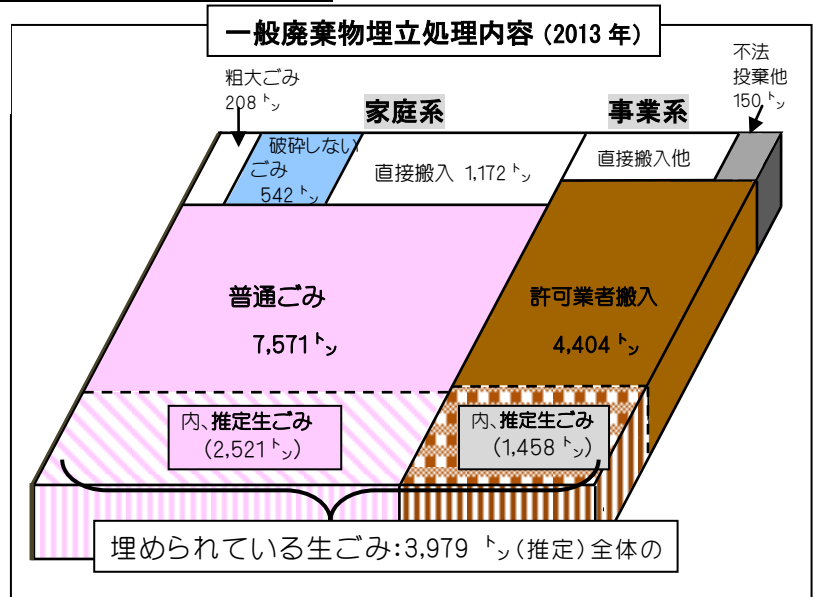 一般廃棄物埋立処理内容 (2013 年)
粗大ごみ
208 ㌧
家庭系
事業系
不法
投棄他
150 ㌧
破砕しない
ごみ
542 ㌧
直接搬入 1,172 ㌧
直接搬入他
普通ごみ
7,571 ㌧
許可業者搬入
4,404 ㌧
内、推定生ごみ
(2,521 ㌧)
内、推定生ごみ
(1,458 ㌧)
埋められている生ごみ:3,979 ㌧(推定)全体の